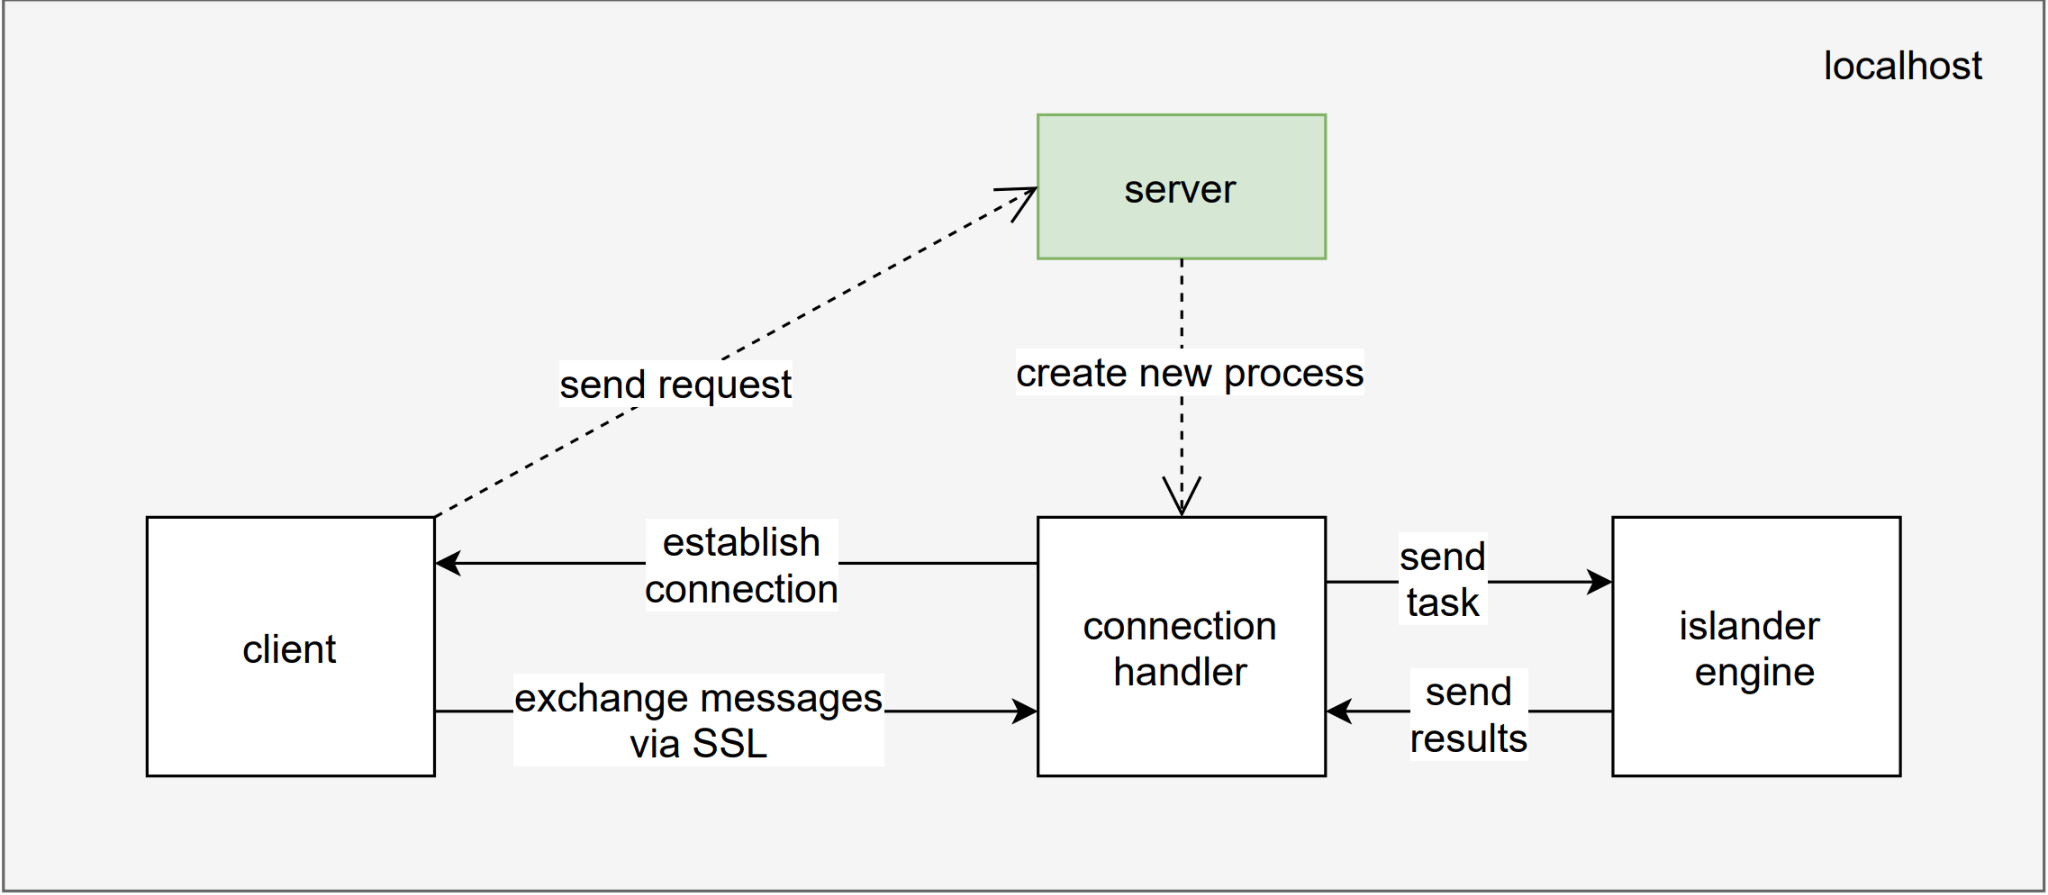 localhost
server
send request
create new process
establish
connection
send
task
client
connection
handler
islander
engine
exchange messages
via SSL
send
results